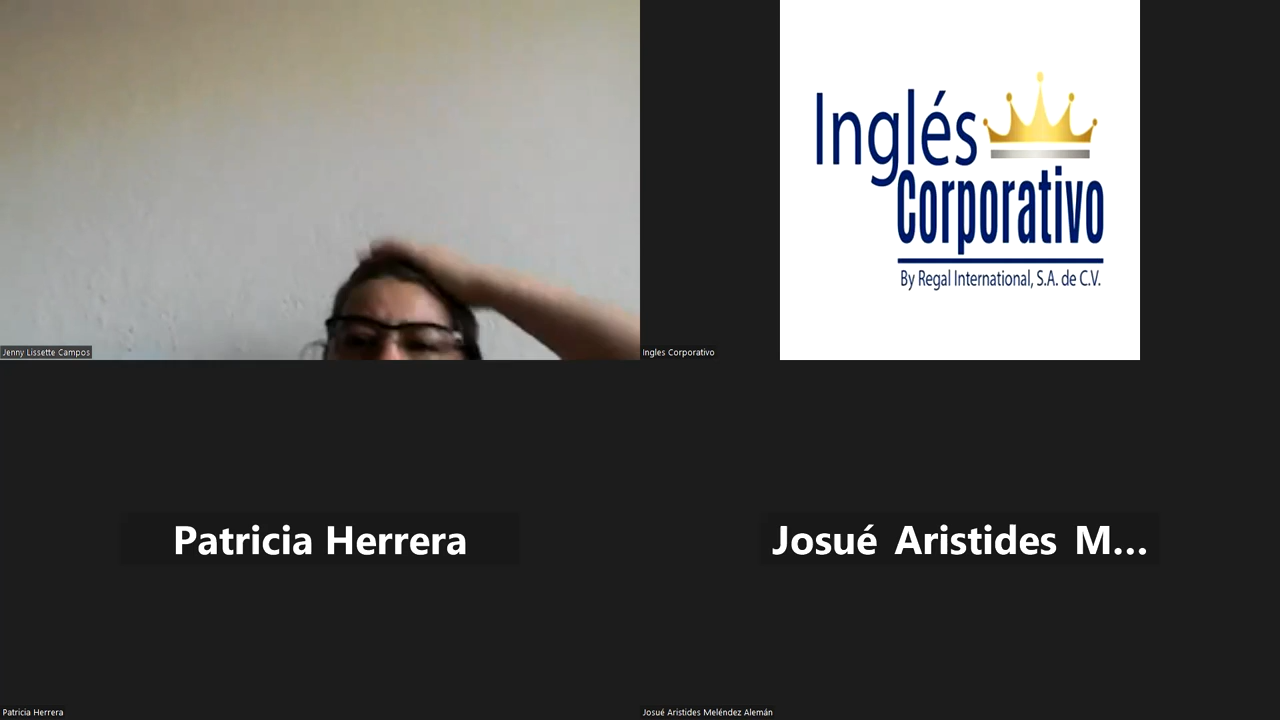 Jenny Lissette Campos
Inglés
Corporativo
By Regal International, S.A. de C.V.
Ingles Corporativo
Patricia Herrera
Josué Aristides M...
Patricia Herrera
Josué Aristides Meléndez Alemán